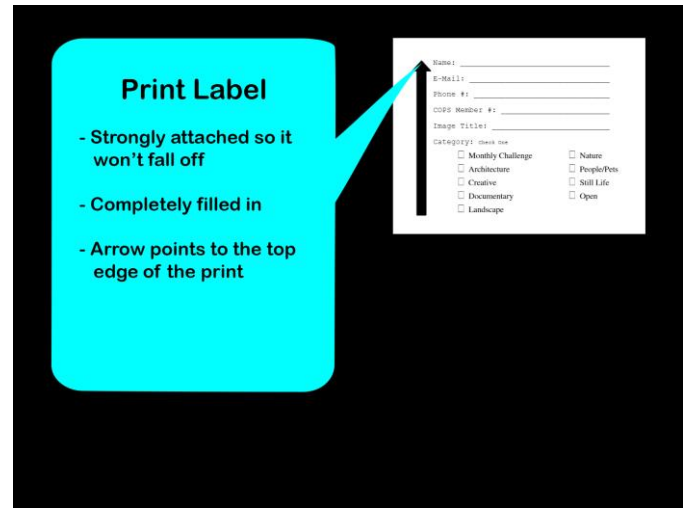 Print Label
- Strongly attached so it
won't fall off
- Completely filled in
- Arrow points to the top
edge of the print
Name:
E-Mail:
Phone #:
COPS Member #:
Image Title:
Category: Check One
Monthly Challenge
Architecture
Creative
Documentary
Landscape
Nature
People/Pets
Still Life
Open